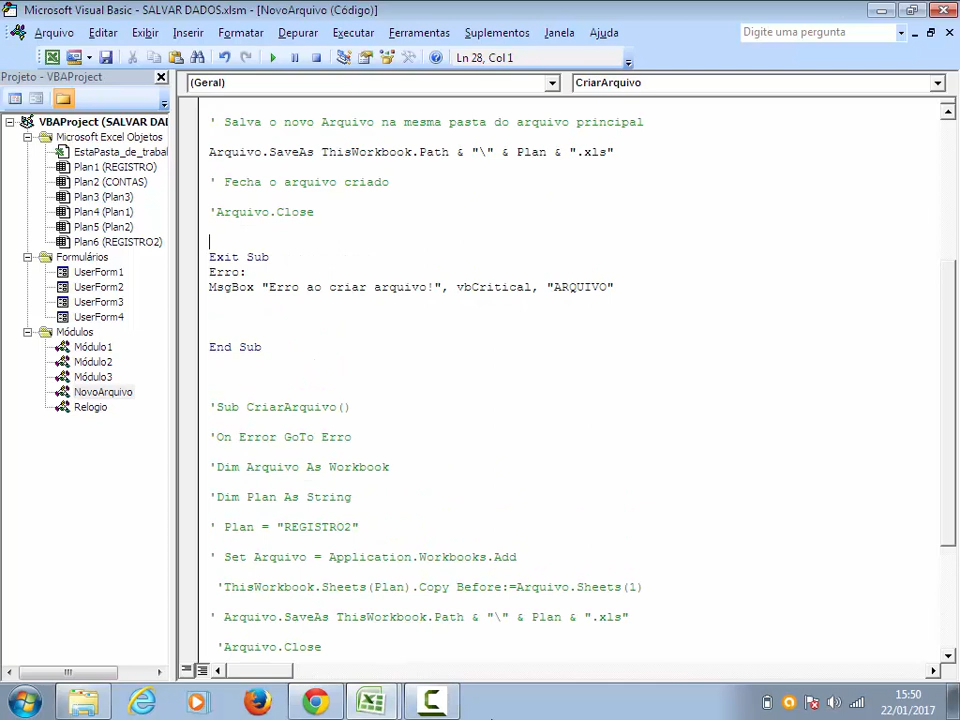 Microsoft Visual Basic - SALVAR DADOS.xlsm - [NovoArquivo (Código)]
Arquivo Editar Exibir Inserir Formatar Depurar Executar Ferramentas Suplementos Janela Ajuda Digite uma pergunta
Ln 28, Col 1
Projeto - VBAProject
(Geral) CriarArquivo
VBAProject (SALVAR DAI
Microsoft Excel Objetos
EstaPasta_de_trabal
Plan1 (REGISTRO)
Plan2 (CONTAS)
Plan3 (Plan3)
Plan4 (Plan1)
Plan5 (Plan2)
Plan6 (REGISTRO2)
Formulários
UserForm1
UserForm2
UserForm3
UserForm4
Módulos
Módulo1
Módulo2
Módulo3
NovoArquivo
Relogio
' Salva o novo Arquivo na mesma pasta do arquivo principal
Arquivo.SaveAs ThisWorkbook.Path & "\" & Plan & ".xls"
' Fecha o arquivo criado
'Arquivo.Close
Exit Sub
Erro:
MsgBox "Erro ao criar arquivo!", vbCritical, "ARQUIVO"
End Sub
'Sub CriarArquivo()
'On Error GoTo Erro
'Dim Arquivo As Workbook
'Dim Plan As String
' Plan = "REGISTRO2"
' Set Arquivo = Application.Workbooks.Add
'ThisWorkbook.Sheets(Plan).Copy Before:=Arquivo.Sheets(1)
' Arquivo.SaveAs ThisWorkbook.Path & "\" & Plan & ".xls"
'Arquivo.Close
15:50
22/01/2017